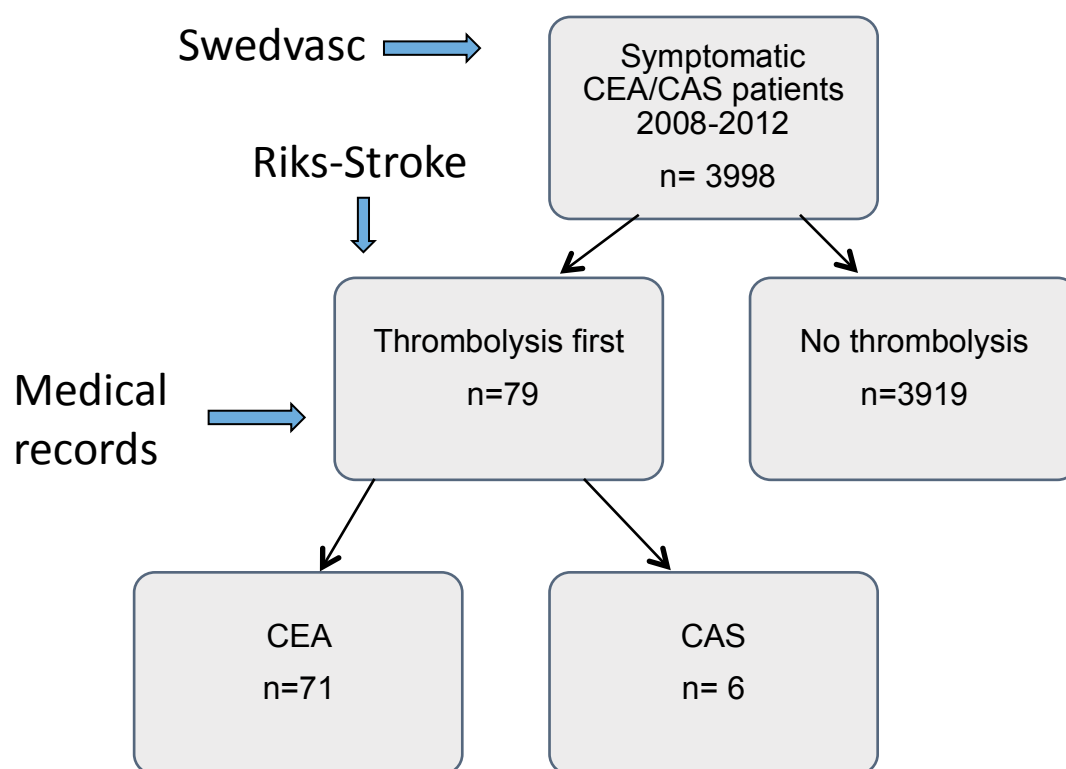 Swedvasc
Symptomatic
CEA/CAS patients
2008-2012
n= 3998
Riks-Stroke
Thrombolysis first
n=79
No thrombolysis
n=3919
Medical
records
CEA
n=71
CAS
n= 6